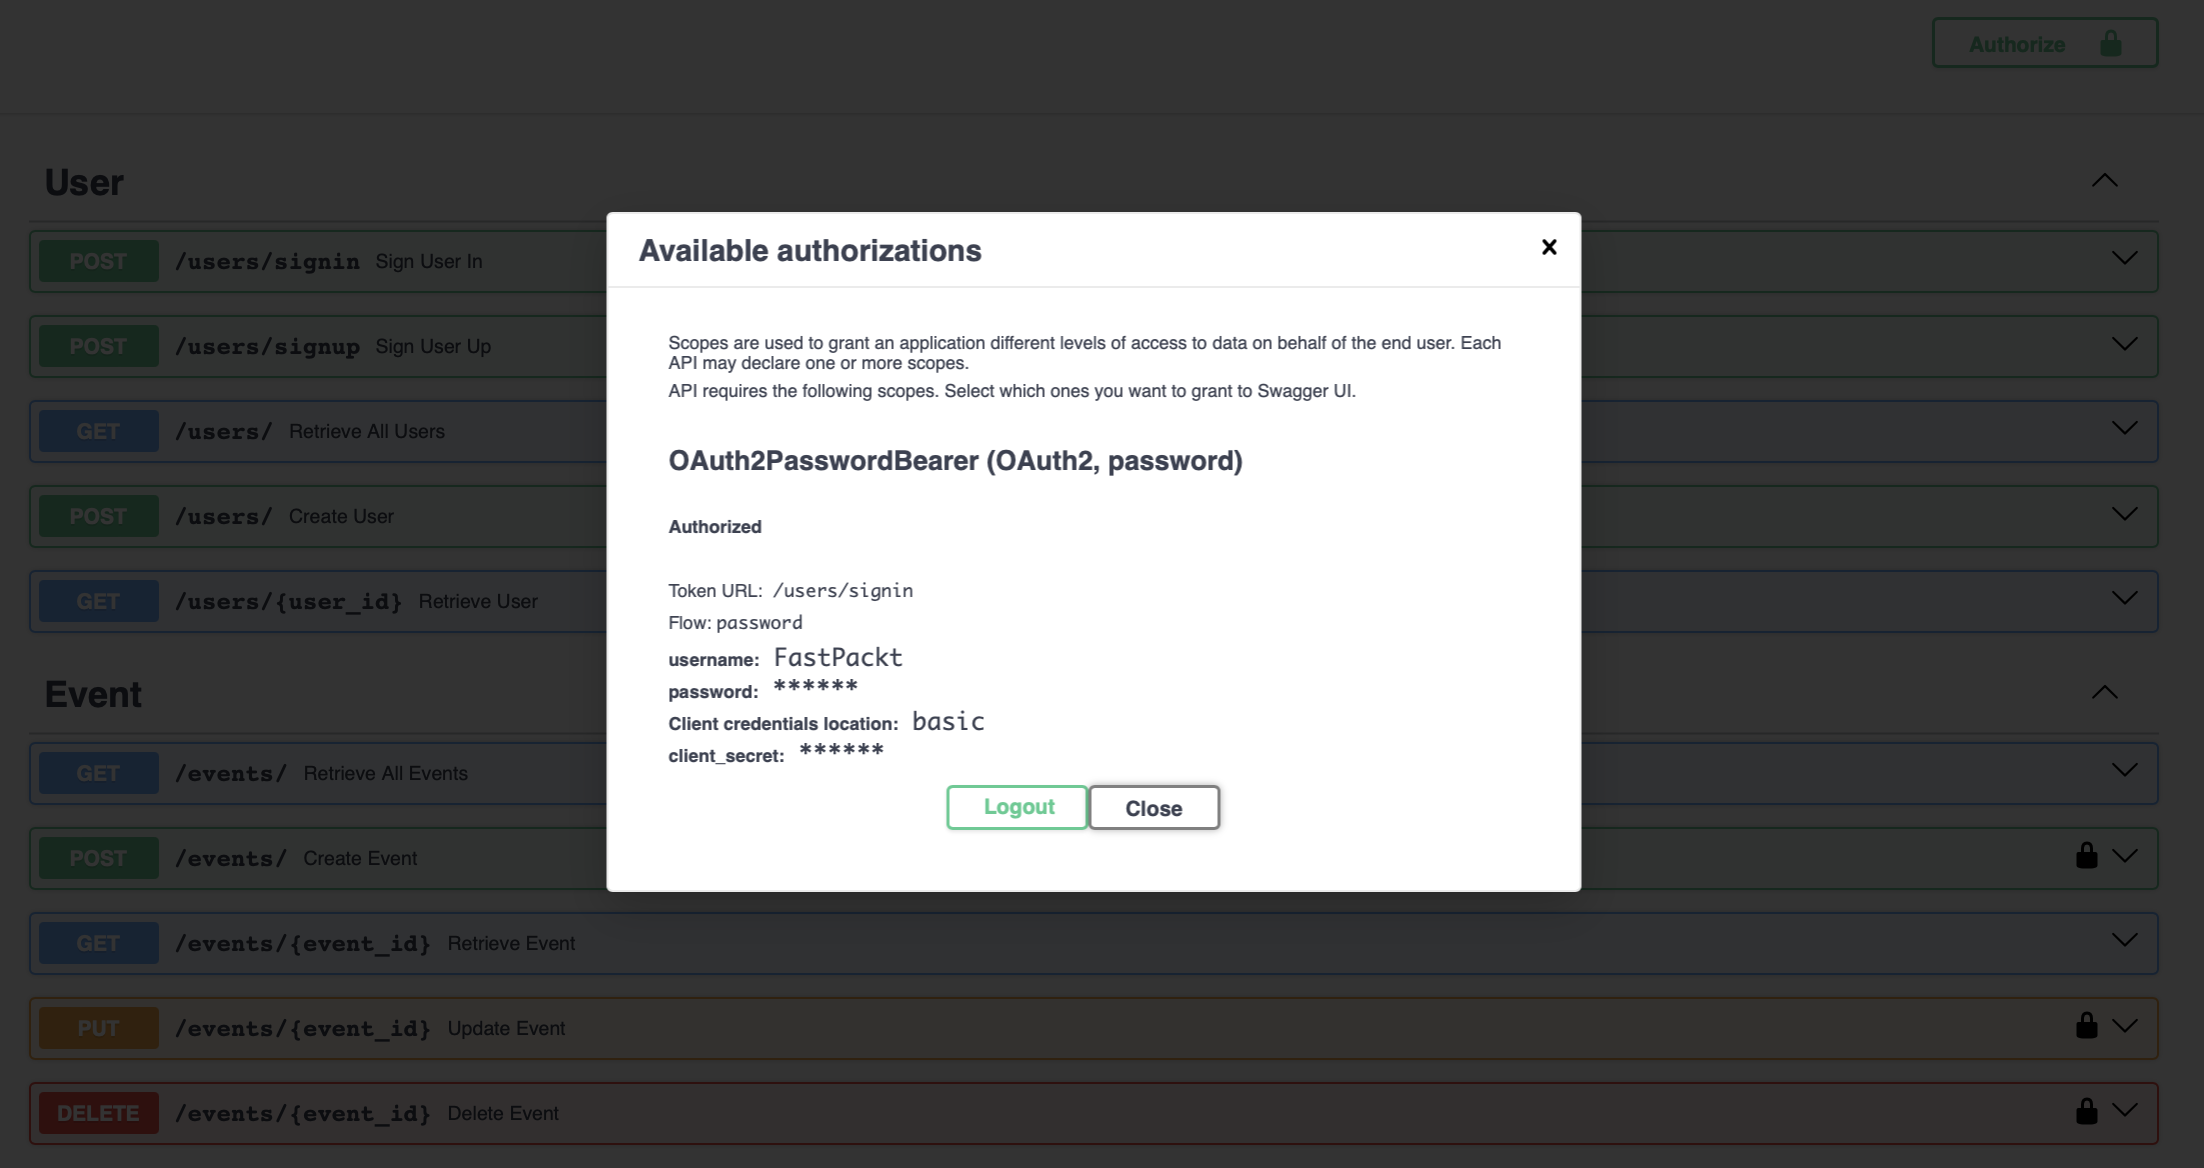 Authorize
User
POST /users/signin Sign User In
POST /users/signup Sign User Up
GET /users/ Retrieve All Users
POST /users/ Create User
GET /users/{user_id} Retrieve User
Event
GET /events/ Retrieve All Events
POST /events/ Create Event
GET /events/{event_id} Retrieve Event
PUT /events/{event_id} Update Event
DELETE /events/{event_id} Delete Event
Available authorizations
Scopes are used to grant an application different levels of access to data on behalf of the end user. Each
API may declare one or more scopes.
API requires the following scopes. Select which ones you want to grant to Swagger UI.
OAuth2PasswordBearer (OAuth2, password)
Authorized
Token URL: /users/signin
Flow: password
username: FastPackt
password: ******
Client credentials location: basic
client_secret: ******
Logout Close